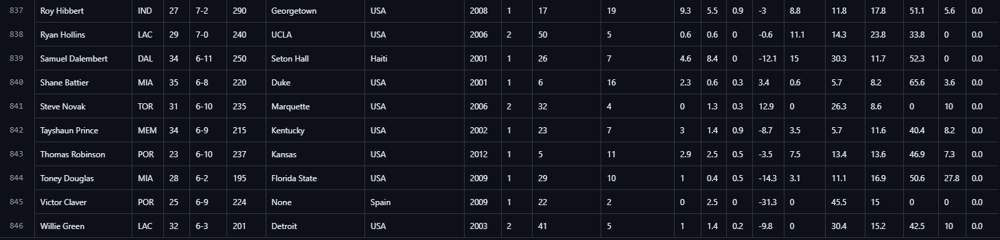 837 Roy Hibbert IND 27 7-2 290 Georgetown USA 2008 1 17 19 9.3 5.5 0.9 -3 8.8 11.8 17.8 51.1 5.6 0.0
838 Ryan Hollins LAC 29 7-0 240 UCLA USA 2006 2 50 5 0.6 0.6 0 -0.6 11.1 14.3 23.8 33.8 0 0.0
839 Samuel Dalembert DAL 34 6-11 250 Seton Hall Haiti 2001 1 26 7 4.6 8.4 0 -12.1 15 30.3 11.7 52.3 0 0.0
840 Shane Battier MIA 35 6-8 220 Duke USA 2001 1 6 16 2.3 0.6 0.3 3.4 0.6 5.7 8.2 65.6 3.6 0.0
841 Steve Novak TOR 31 6-10 235 Marquette USA 2006 2 32 4 0 1.3 0.3 12.9 0 26.3 8.6 0 10 0.0
842 Tayshaun Prince MEM 34 6-9 215 Kentucky USA 2002 1 23 7 3 1.4 0.9 -8.7 3.5 5.7 11.6 40.4 8.2 0.0
843 Thomas Robinson POR 23 6-10 237 Kansas USA 2012 1 5 11 2.9 2.5 0.5 -3.5 7.5 13.4 13.6 46.9 7.3 0.0
844 Toney Douglas MIA 28 6-2 195 Florida State USA 2009 1 29 10 1 0.4 0.5 -14.3 3.1 11.1 16.9 50.6 27.8 0.0
845 Victor Claver POR 25 6-9 224 None Spain 2009 1 22 2 0 2.5 0 -31.3 0 45.5 15 0 0 0.0
846 Willie Green LAC 32 6-3 201 Detroit USA 2003 2 41 5 1 1.4 0.2 -9.8 0 30.4 15.2 42.5 10 0.0